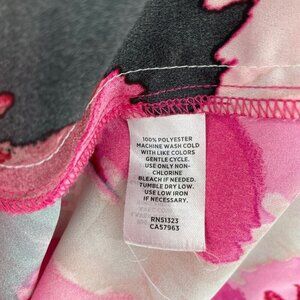 100% POLYESTER
MACHINE WASH COLD
WITH LIKE COLORS
GENTLE CYCLE.
USE ONLY NON-
CHLORINE
BLEACH IF NEEDED.
TUMBLE DRY LOW.
USE LOW IRON
IF NECESSARY.
RN51323
CA57963